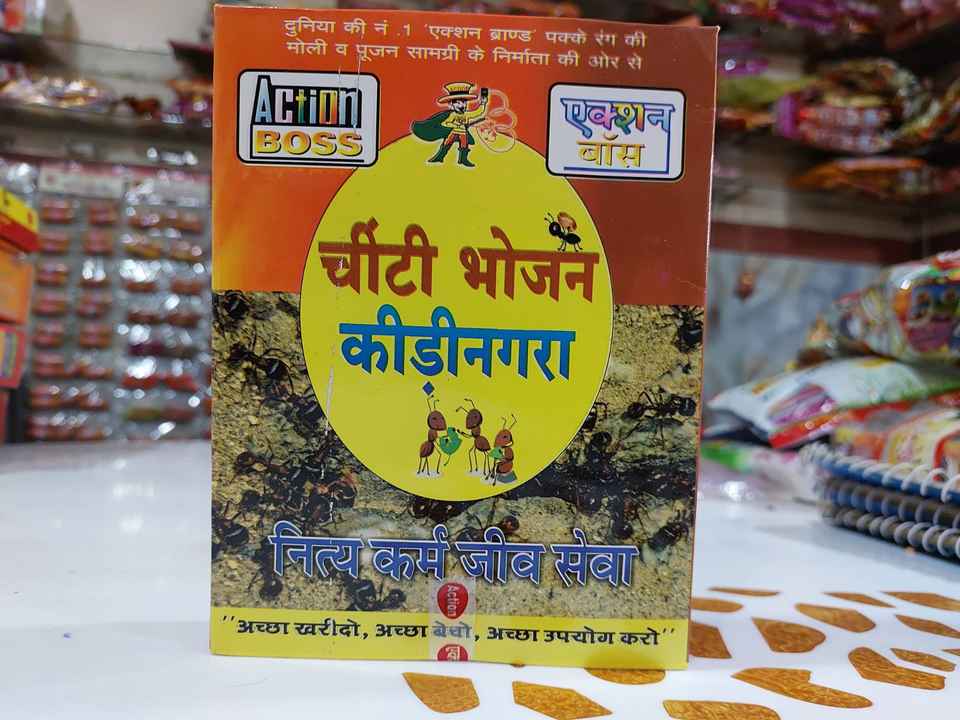 दुनिया की नं .1 'एक्शन ब्राण्ड' पक्के रंग की
मोली व पूजन सामग्री के निर्माता की ओर से
Action
BOSS
एक्शन
बॉस
चींटी भोजन
कीड़ीनगरा
नित्य कर्म जीव सेवा
Action
''अच्छा खरीदो, अच्छा बेचो, अच्छा उपयोग करो''